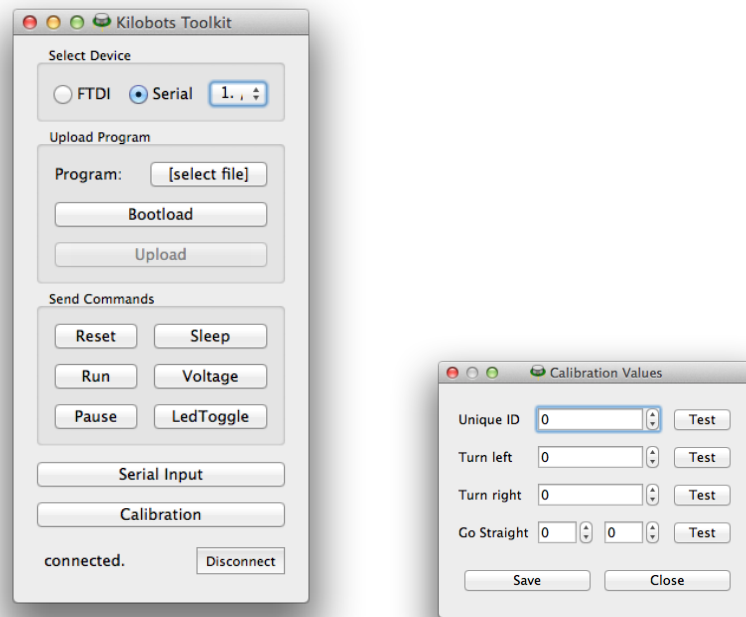 Kilobots Toolkit
Select Device
FTDI Serial 1. ,
Upload Program
Program: [select file]
Bootload
Upload
Send Commands
Reset Sleep
Run Voltage
Pause LedToggle
Serial Input
Calibration
connected. Disconnect
Calibration Values
Unique ID 0 Test
Turn left 0 Test
Turn right 0 Test
Go Straight 0 0 Test
Save Close